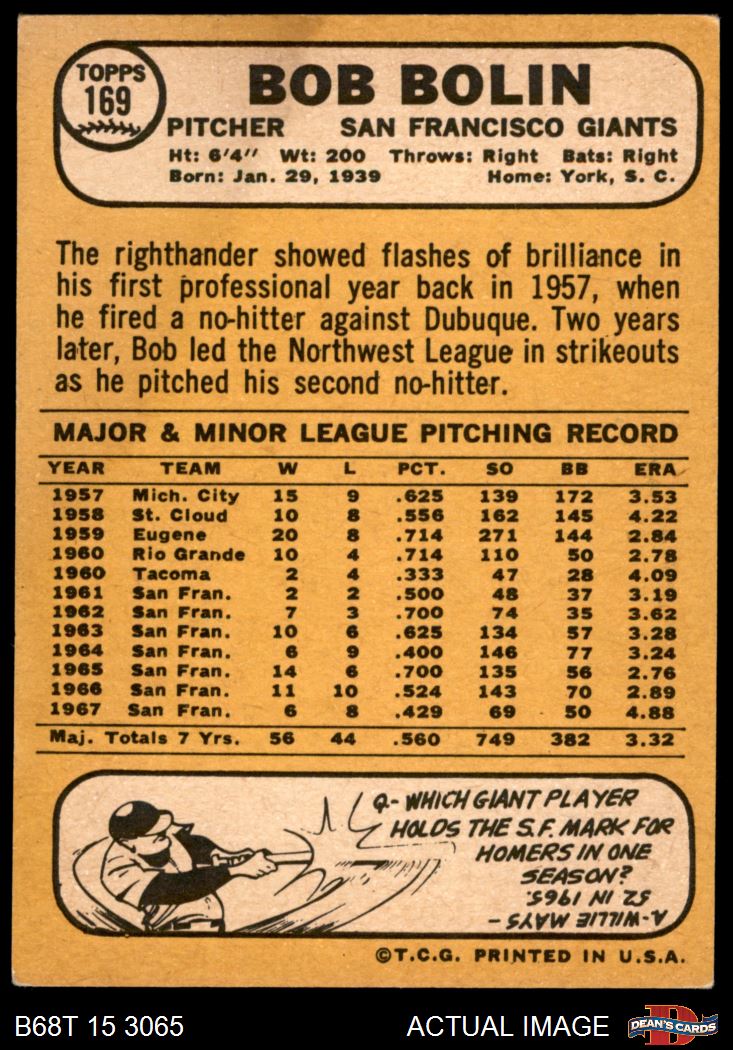 TOPPS
169
BOB BOLIN
PITCHER SAN FRANCISCO GIANTS
Ht: 6'4" Wt: 200 Throws: Right Bats: Right
Born: Jan. 29, 1939 Home: York, S. C.
The righthander showed flashes of brilliance in
his first professional year back in 1957, when
he fired a no-hitter against Dubuque. Two years
later, Bob led the Northwest League in strikeouts
as he pitched his second no-hitter.
MAJOR & MINOR LEAGUE PITCHING RECORD
YEAR TEAM W L PCT. SO BB ERA
1957 Mich. City 15 9 .625 139 172 3.53
1958 St. Cloud 10 8 .556 162 145 4.22
1959 Eugene 20 8 .714 271 144 2.84
1960 Rio Grande 10 4 .714 110 50 2.78
1960 Tacoma 2 4 .333 47 28 4.09
1961 San Fran. 2 2 .500 48 37 3.19
1962 San Fran. 7 3 .700 74 35 3.62
1963 San Fran. 10 6 .625 134 57 3.28
1964 San Fran. 6 9 .400 146 77 3.24
1965 San Fran. 14 6 .700 135 56 2.76
1966 San Fran. 11 10 .524 143 70 2.89
1967 San Fran. 6 8 .429 69 50 4.88
Maj. Totals 7 Yrs. 56 44 .560 749 382 3.32
Q.- WHICH GIANT PLAYER
HOLDS THE S.F. MARK FOR
HOMERS IN ONE
SEASON?
A.-WILLIE MAYS -
52 IN 1965.
©T.C.G. PRINTED IN U.S.A.
B68T 15 3065 ACTUAL IMAGE
DEAN'S CARDS